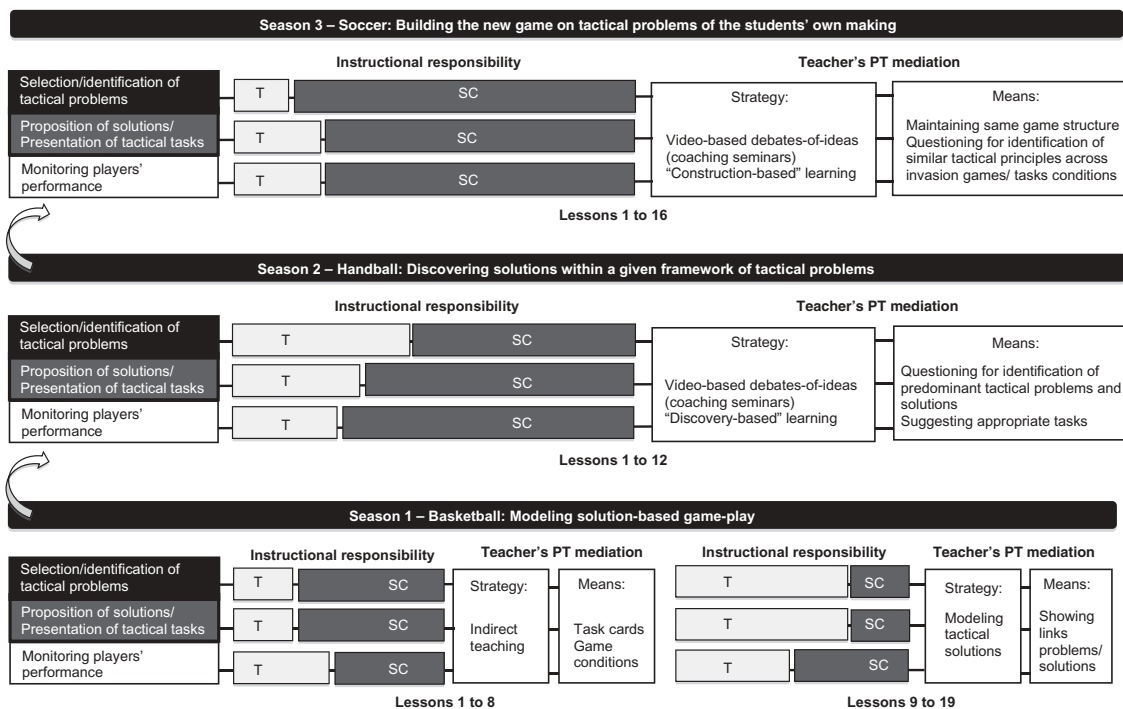 Season 3 – Soccer: Building the new game on tactical problems of the students' own making
Instructional responsibility
Teacher's PT mediation
Selection/identification of
tactical problems
T
SC
Proposition of solutions/
Presentation of tactical tasks
T
SC
Monitoring players'
performance
T
SC
Strategy:
Video-based debates-of-ideas
(coaching seminars)
"Construction-based" learning
Means:
Maintaining same game structure
Questioning for identification of
similar tactical principles across
invasion games/ tasks conditions
Lessons 1 to 16
Season 2 – Handball: Discovering solutions within a given framework of tactical problems
Instructional responsibility
Teacher's PT mediation
Selection/identification of
tactical problems
T
SC
Proposition of solutions/
Presentation of tactical tasks
T
SC
Monitoring players'
performance
T
SC
Strategy:
Video-based debates-of-ideas
(coaching seminars)
"Discovery-based" learning
Means:
Questioning for identification of
predominant tactical problems and
solutions
Suggesting appropriate tasks
Lessons 1 to 12
Season 1 – Basketball: Modeling solution-based game-play
Instructional responsibility
Teacher's PT mediation
Selection/identification of
tactical problems
T
SC
Proposition of solutions/
Presentation of tactical tasks
T
SC
Monitoring players'
performance
T
SC
Strategy:
Indirect
teaching
Means:
Task cards
Game
conditions
Lessons 1 to 8
Instructional responsibility
Teacher's PT mediation
T
SC
T
SC
T
SC
Strategy:
Modeling
tactical
solutions
Means:
Showing
links
problems/
solutions
Lessons 9 to 19